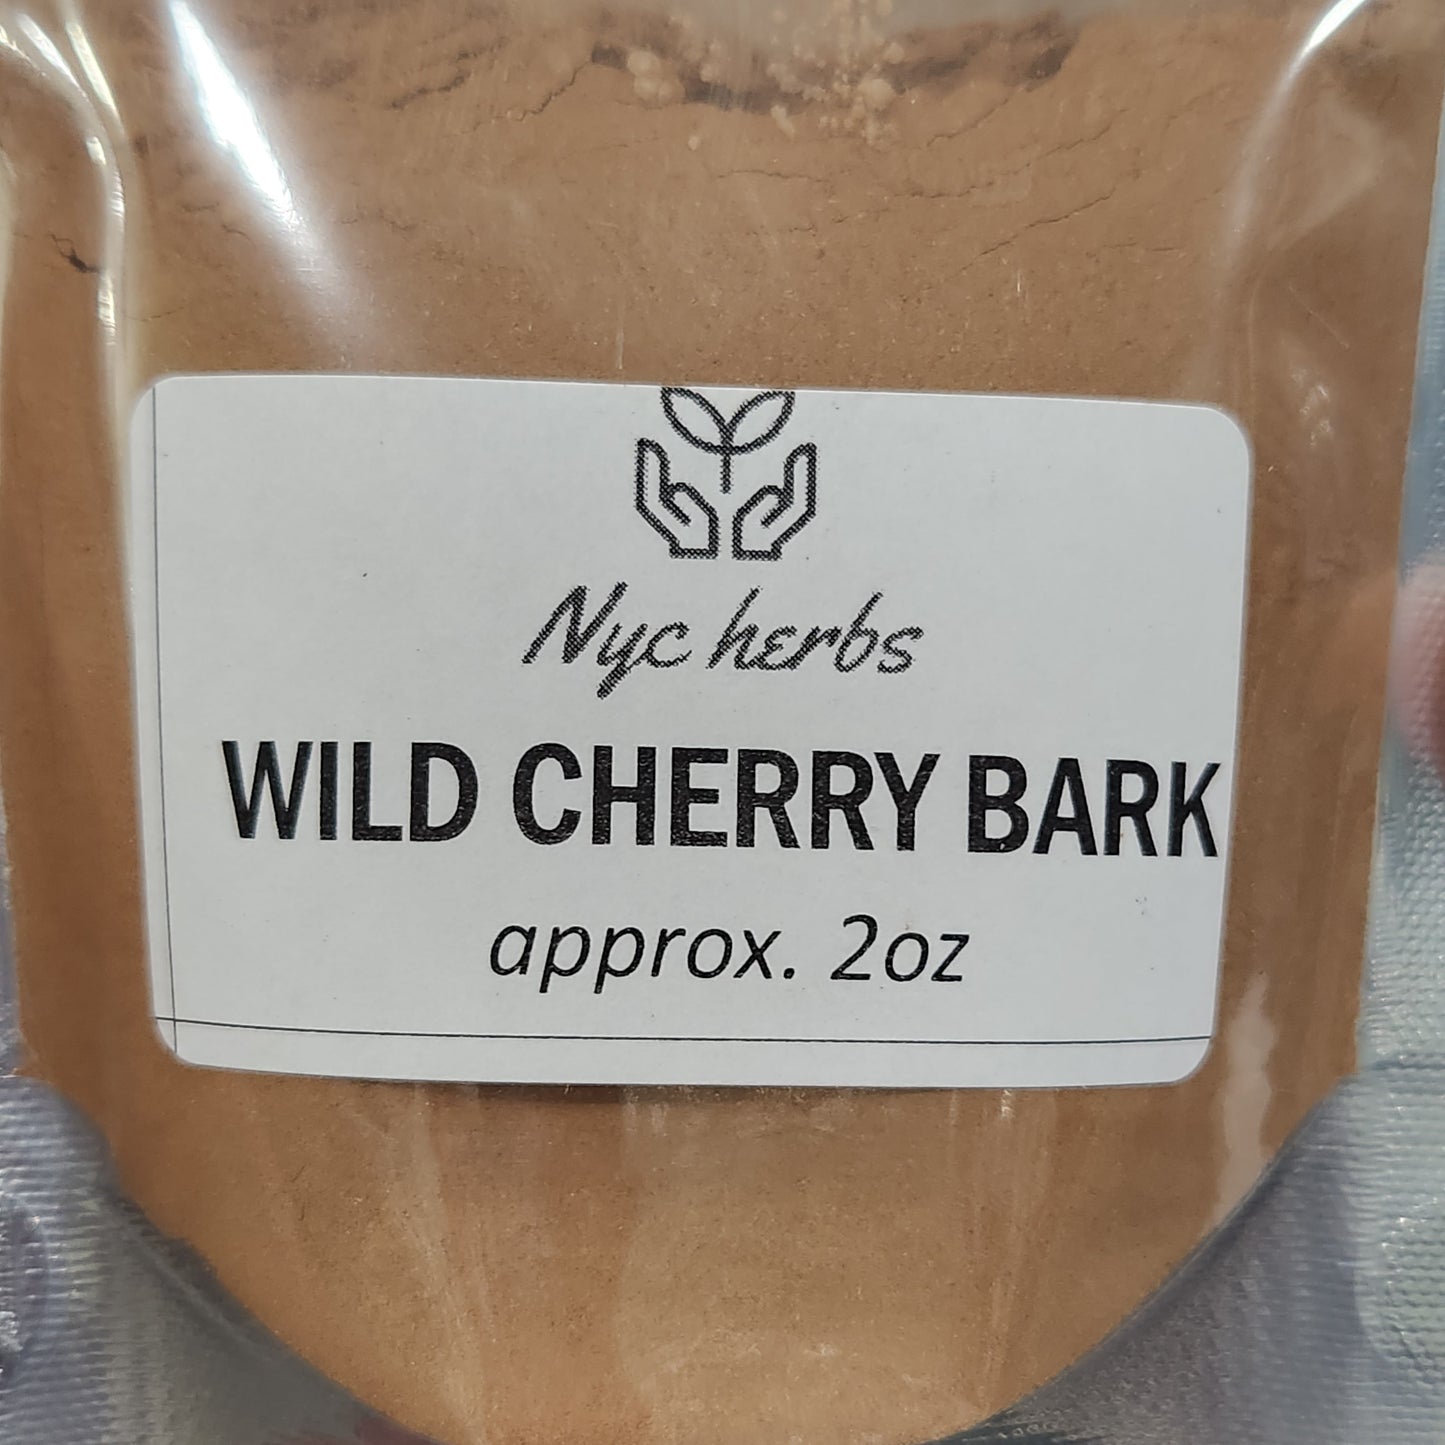 Nyc herbs
WILD CHERRY BARK
approx. 2oz